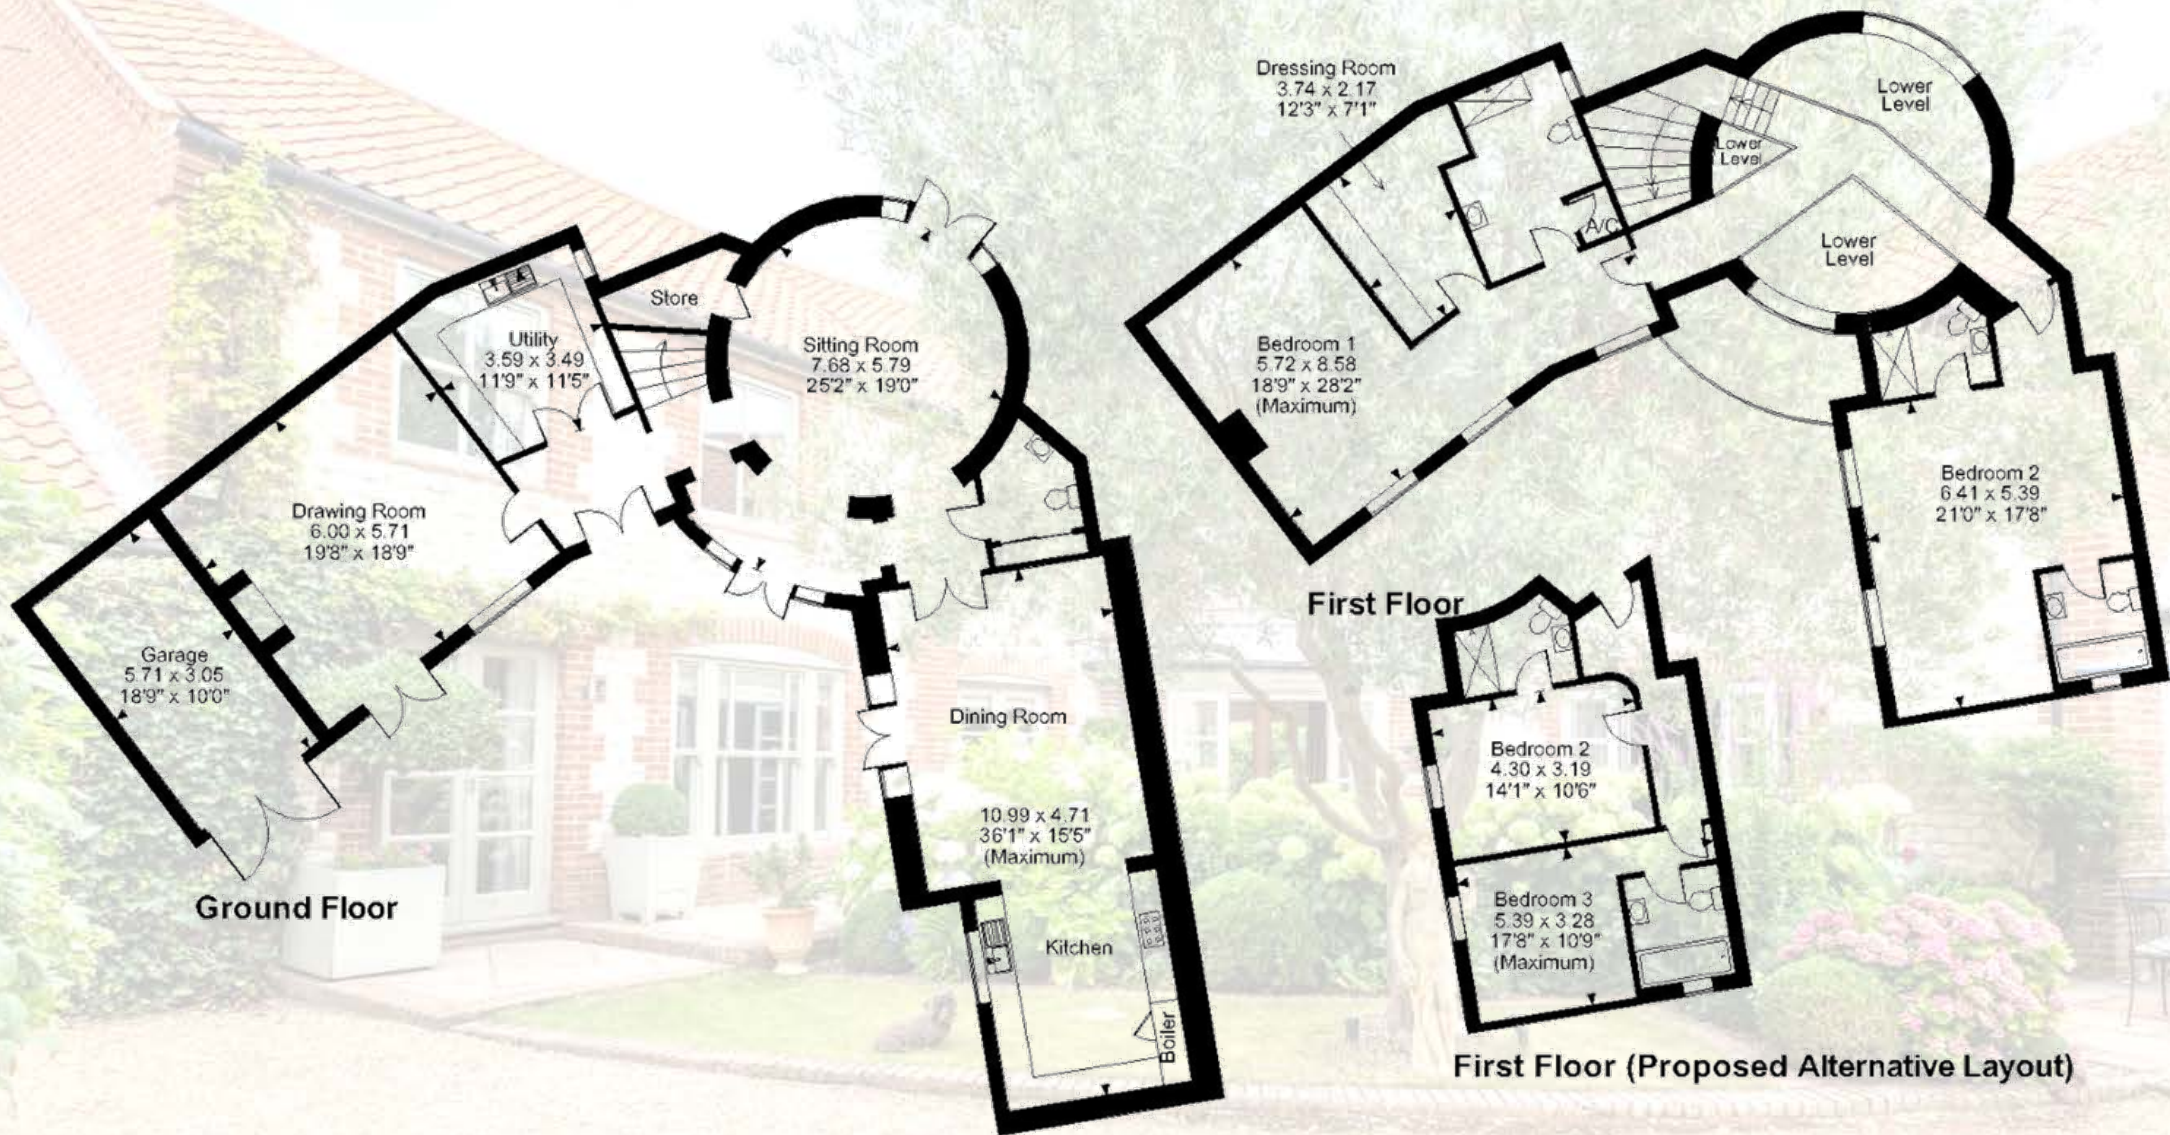 Dressing Room
3.74 x 2.17
12'3" x 7'1"
Lower
Level
Lower
Level
Lower
Level
A/C
Bedroom 1
5.72 x 8.58
18'9" x 28'2"
(Maximum)
Bedroom 2
6.41 x 5.39
21'0" x 17'8"
First Floor
Store
Utility
3.59 x 3.49
11'9" x 11'5"
Sitting Room
7.68 x 5.79
25'2" x 19'0"
Drawing Room
6.00 x 5.71
19'8" x 18'9"
Garage
5.71 x 3.05
18'9" x 10'0"
Dining Room
10.99 x 4.71
36'1" x 15'5"
(Maximum)
Kitchen
Boiler
Ground Floor
Bedroom 2
4.30 x 3.19
14'1" x 10'6"
Bedroom 3
5.39 x 3.28
17'8" x 10'9"
(Maximum)
First Floor (Proposed Alternative Layout)